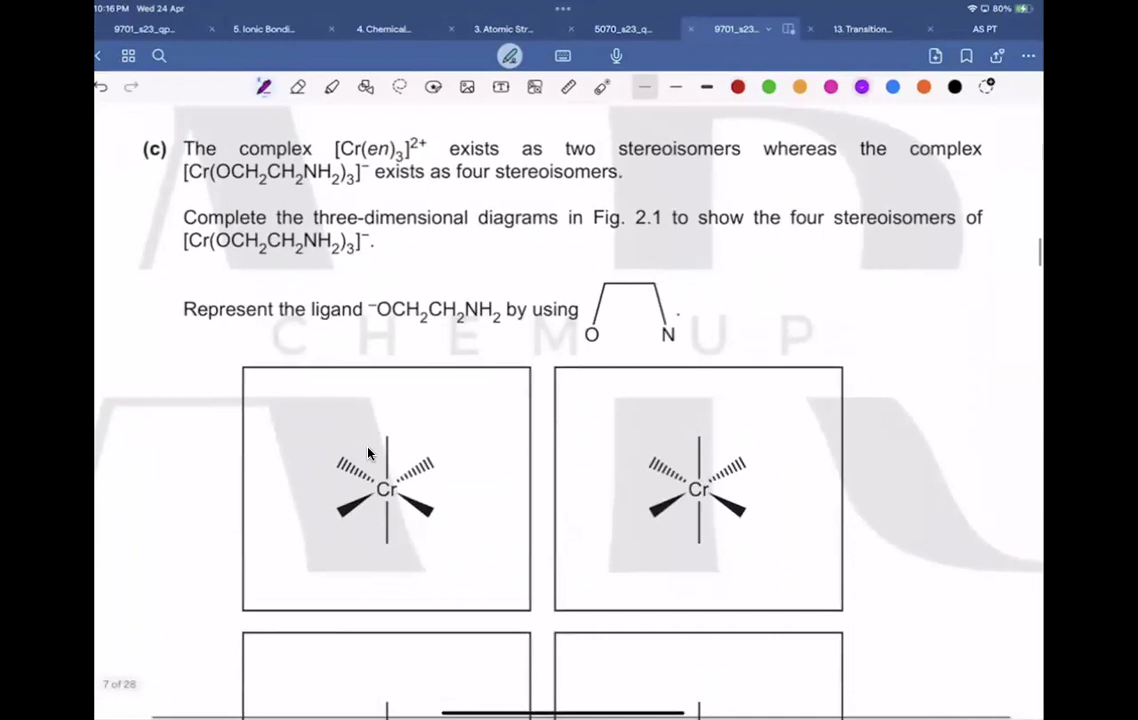 10:16 PM Wed 24 Apr
80%
9701_s23_qp...
5. Ionic Bondi...
4. Chemical...
3. Atomic Str...
5070_s23_q...
9701_s23...
13. Transition...
AS PT
(c) The complex [Cr(en)₃]²⁺ exists as two stereoisomers whereas the complex
[Cr(OCH₂CH₂NH₂)₃]⁻ exists as four stereoisomers.
Complete the three-dimensional diagrams in Fig. 2.1 to show the four stereoisomers of
[Cr(OCH₂CH₂NH₂)₃]⁻.
Represent the ligand ⁻OCH₂CH₂NH₂ by using
O N .
CHEM UP
Cr
Cr
7 of 28